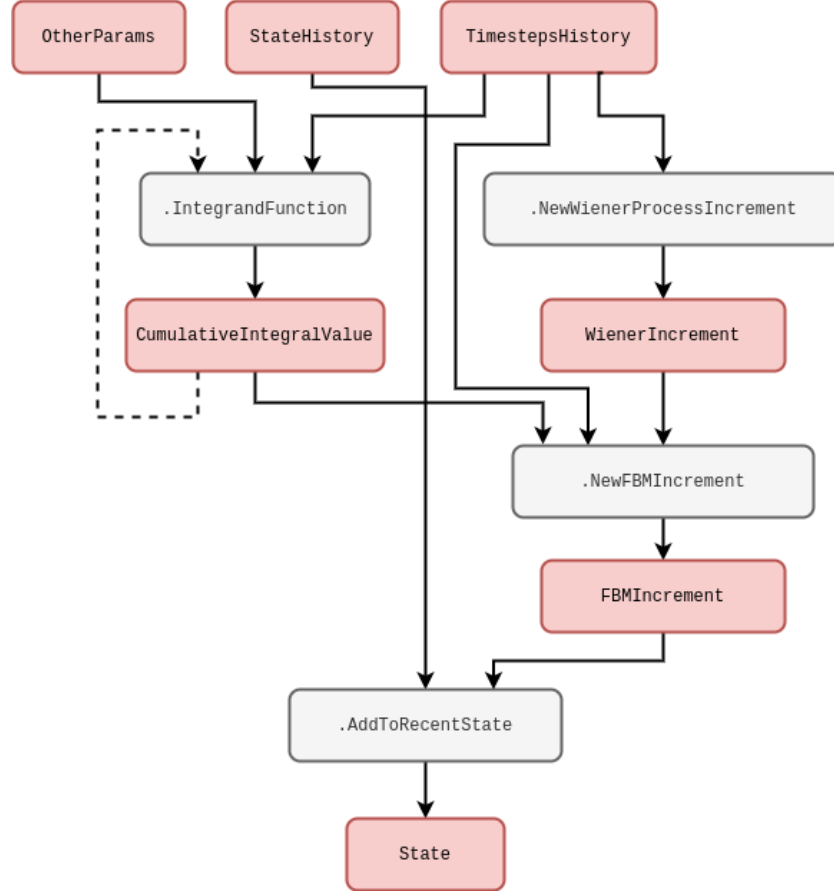 OtherParams
StateHistory
TimestepsHistory
.IntegrandFunction
.NewWienerProcessIncrement
CumulativeIntegralValue
WienerIncrement
.NewFBMIncrement
FBMIncrement
.AddToRecentState
State